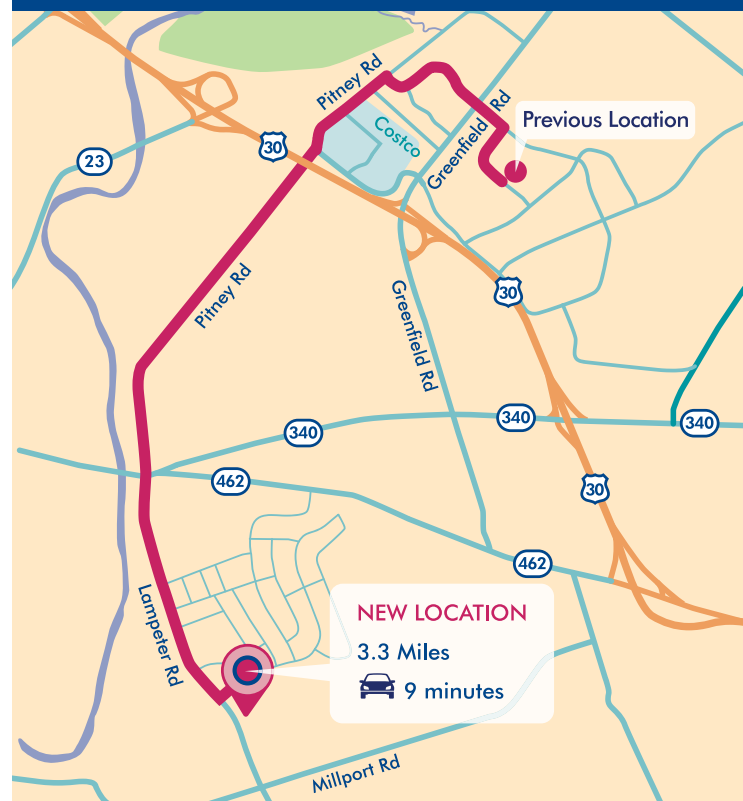 Pitney Rd
Greenfield Rd
Previous Location
Costco
30
23
Pitney Rd
30
Greenfield Rd
340
340
340
462
30
462
Lampeter Rd
NEW LOCATION
3.3 Miles
9 minutes
Millport Rd